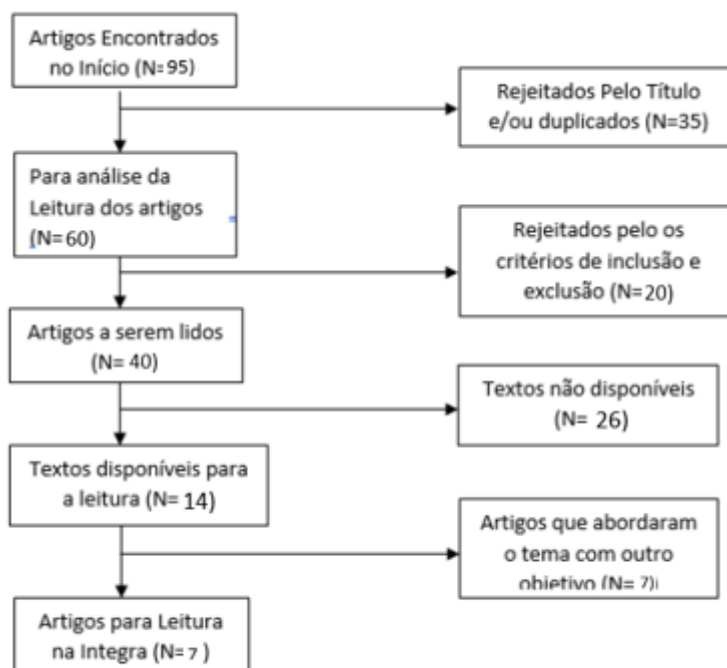 Artigos Encontrados
no Início (N=95)
Rejeitados Pelo Título
e/ou duplicados (N=35)
Para análise da
Leitura dos artigos
(N=60)
Rejeitados pelo os
critérios de inclusão e
exclusão (N=20)
Artigos a serem lidos
(N= 40)
Textos não disponíveis
(N= 26)
Textos disponíveis para
a leitura (N= 14)
Artigos que abordaram
o tema com outro
objetivo (N= 7)
Artigos para Leitura
na Integra (N= 7 )